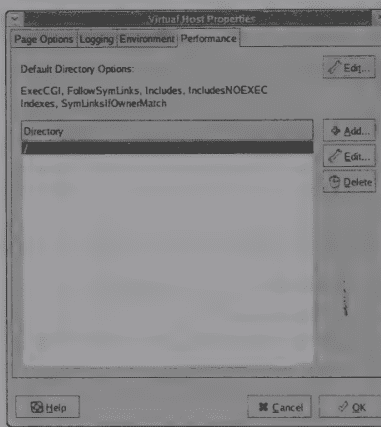 Virtual Host Properties
Page Options Logging Environment Performance
Default Directory Options:
Edit...
ExecCGI, FollowSymLinks, Includes, IncludesNOEXEC
Indexes, SymLinksIfOwnerMatch
Directory
Add...
/
Edit...
Delete
Help
Cancel
OK